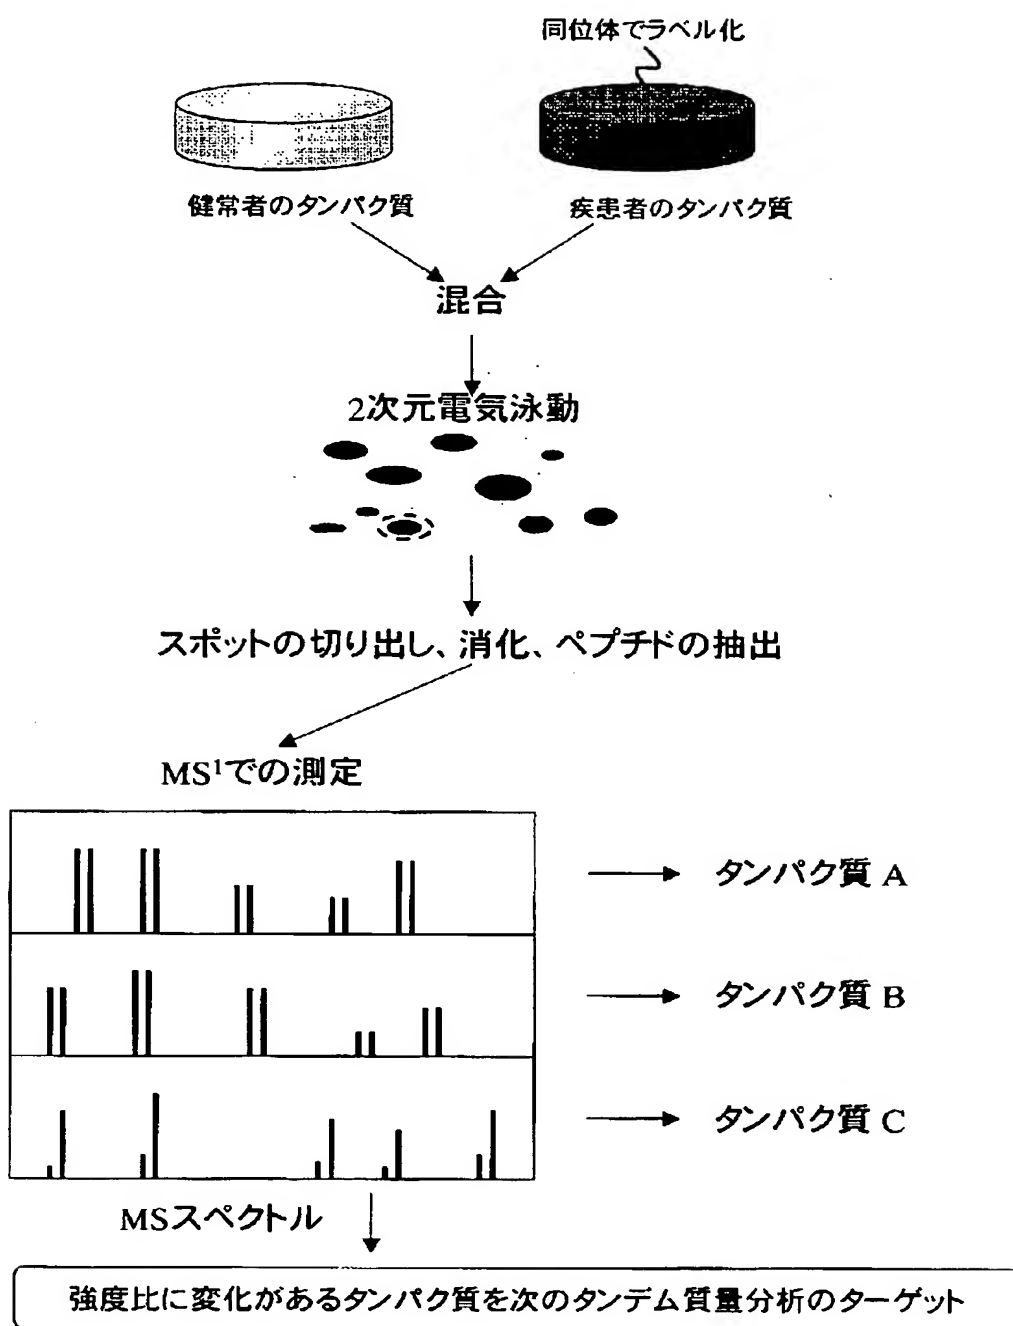 同位体でラベル化
健常者のタンパク質
疾患者のタンパク質
混合
2次元電気泳動
スポットの切り出し、消化、ペプチドの抽出
MS¹での測定
タンパク質 A
タンパク質 B
タンパク質 C
MSスペクトル
強度比に変化があるタンパク質を次のタンデム質量分析のターゲット